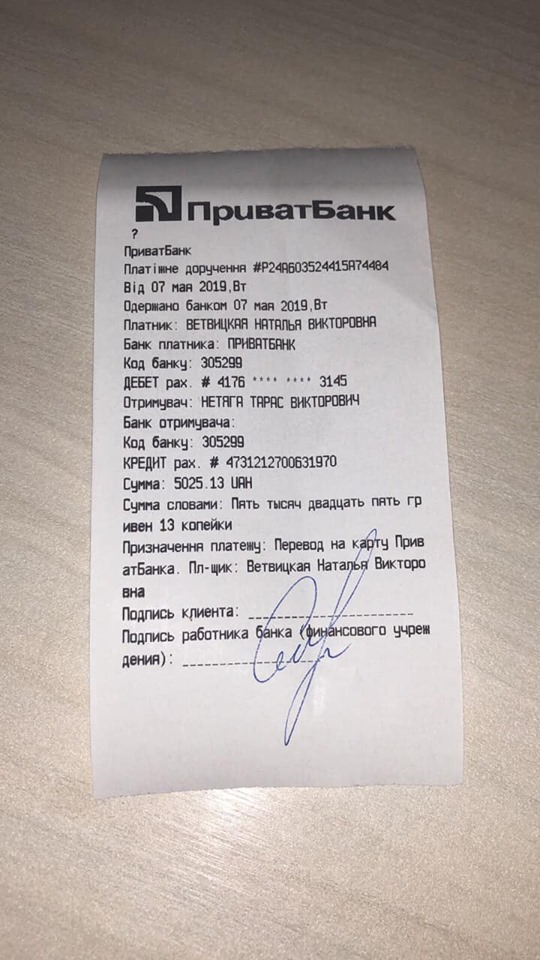 ПриватБанк
?
ПриватБанк
Платіжне доручення #P24A603524415A74484
Від 07 мая 2019,Вт
Одержано банком 07 мая 2019,Вт
Платник: ВЕТВИЦКАЯ НАТАЛЬЯ ВИКТОРОВНА
Банк платника: ПРИВАТБАНК
Код банку: 305299
ДЕБЕТ рах. # 4176 **** **** 3145
Отримувач: НЕТЯГА ТАРАС ВИКТОРОВИЧ
Банк отримувача:
Код банку: 305299
КРЕДИТ рах. # 4731212700631970
Сумма: 5025.13 UAH
Сумма словами: Пять тысяч двадцать пять гр
ивен 13 копейки
Призначення платежу: Перевод на карту Прив
атБанка. Пл-щик: Ветвицкая Наталья Викторо
вна
Подпись клиента: ____________________
Подпись работника банка (финансового учреж
дения): ____________________